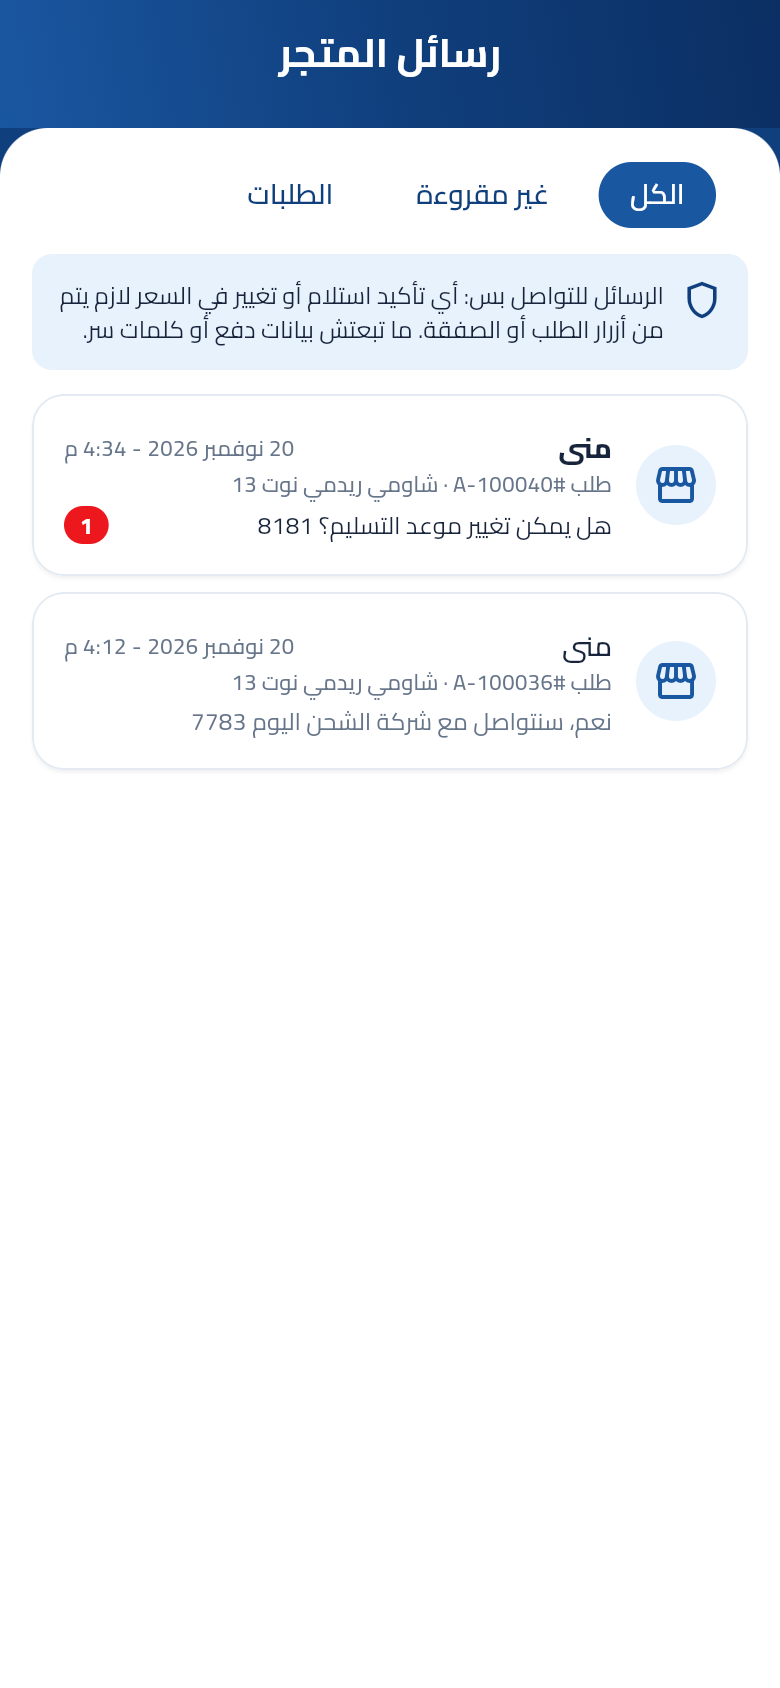 رسائل المتجر
الكل
غير مقروءة
الطلبات
الرسائل للتواصل بس: أي تأكيد استلام أو تغيير في السعر لازم يتم
من أزرار الطلب أو الصفقة. ما تبعتش بيانات دفع أو كلمات سر.
منى
20 نوفمبر 2026 - 4:34 م
طلب #A-100040 · شاومي ريدمي نوت 13
هل يمكن تغيير موعد التسليم؟ 8181
1
منى
20 نوفمبر 2026 - 4:12 م
طلب #A-100036 · شاومي ريدمي نوت 13
نعم، سنتواصل مع شركة الشحن اليوم 7783